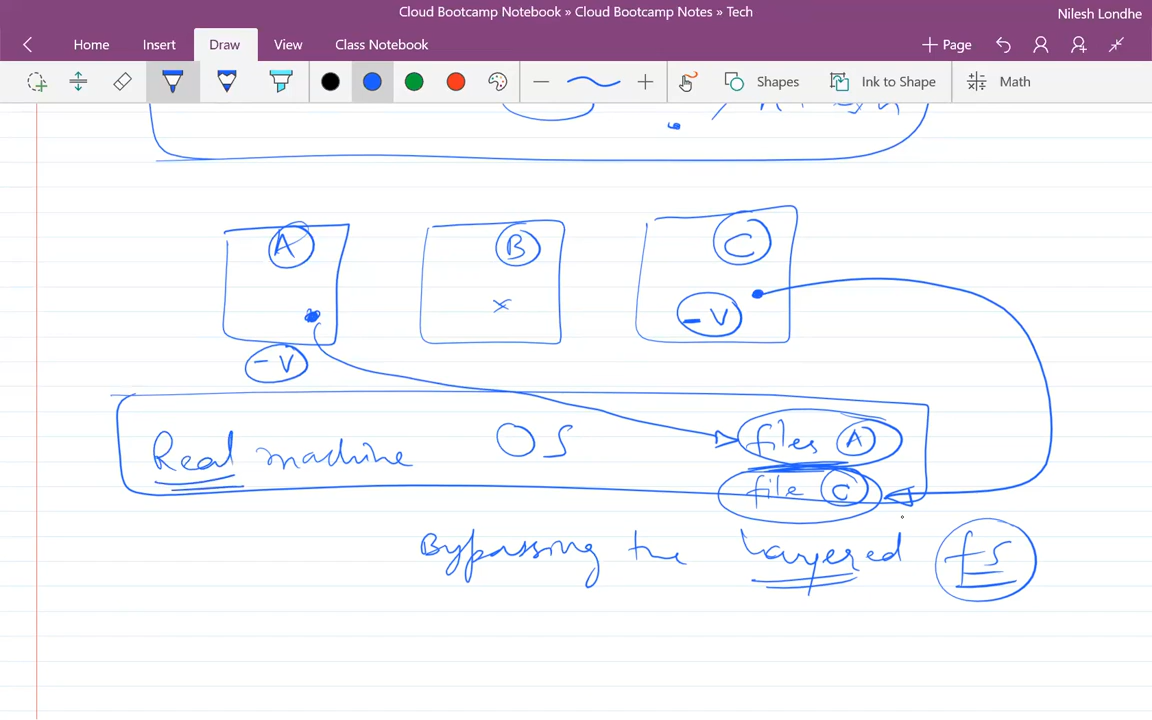 Cloud Bootcamp Notebook » Cloud Bootcamp Notes » Tech
Nilesh Londhe
Home Insert Draw View Class Notebook
Page
Shapes Ink to Shape Math
A B C
x
- V
- V
Real machine OS files A
file C
Bypassing the layered fs